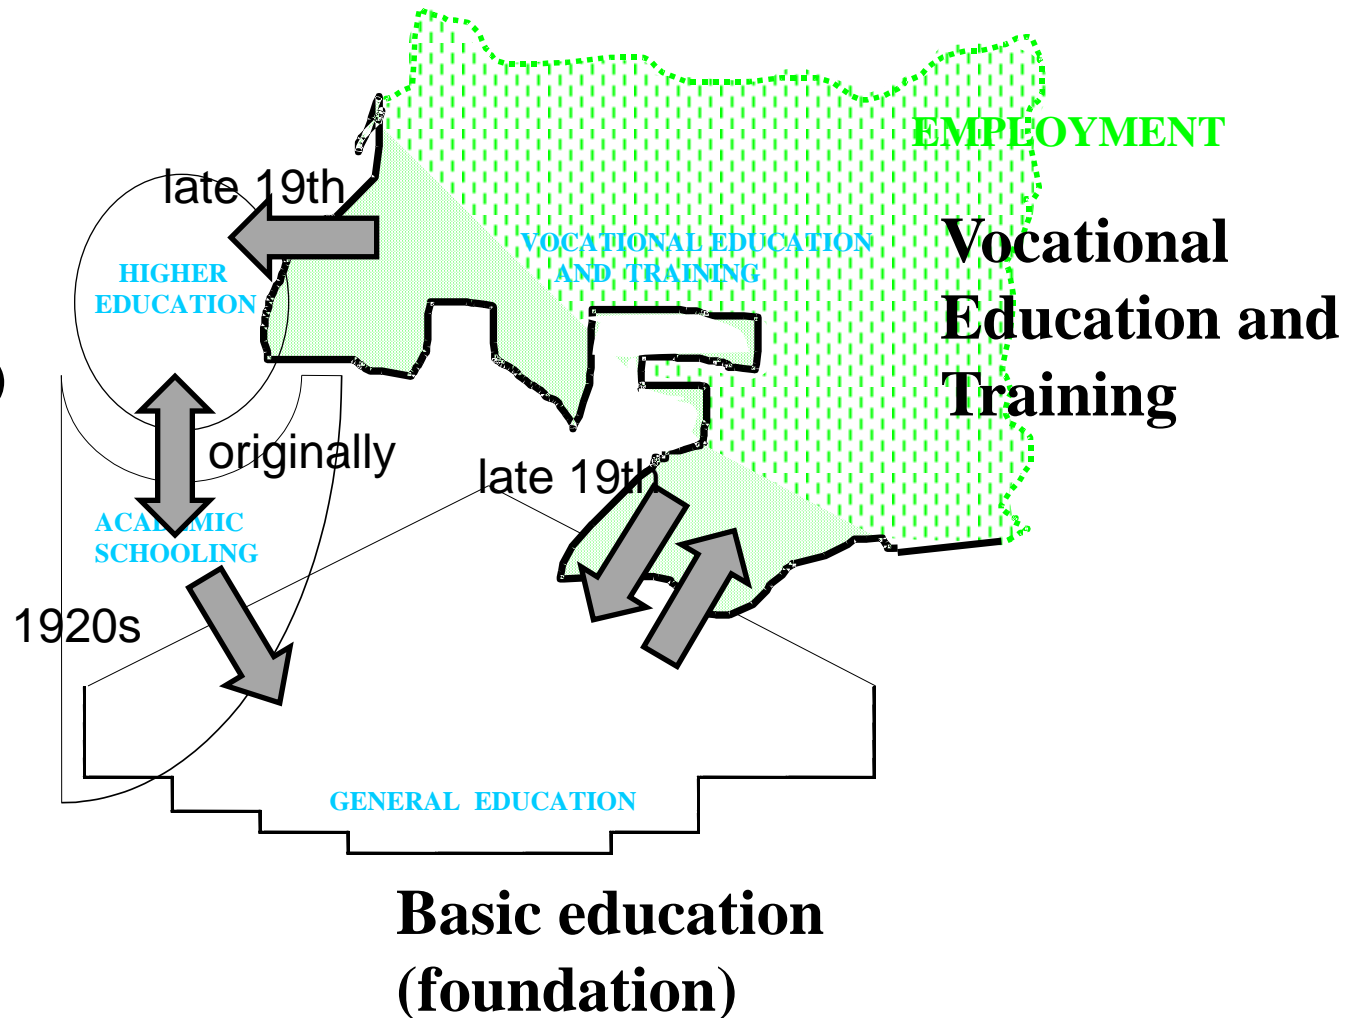 EMPLOYMENT
late 19th
Vocational
Education and
Training
VOCATIONAL EDUCATION
AND TRAINING
HIGHER
EDUCATION
)
originally
late 19th
ACADEMIC
SCHOOLING
1920s
GENERAL EDUCATION
Basic education
(foundation)